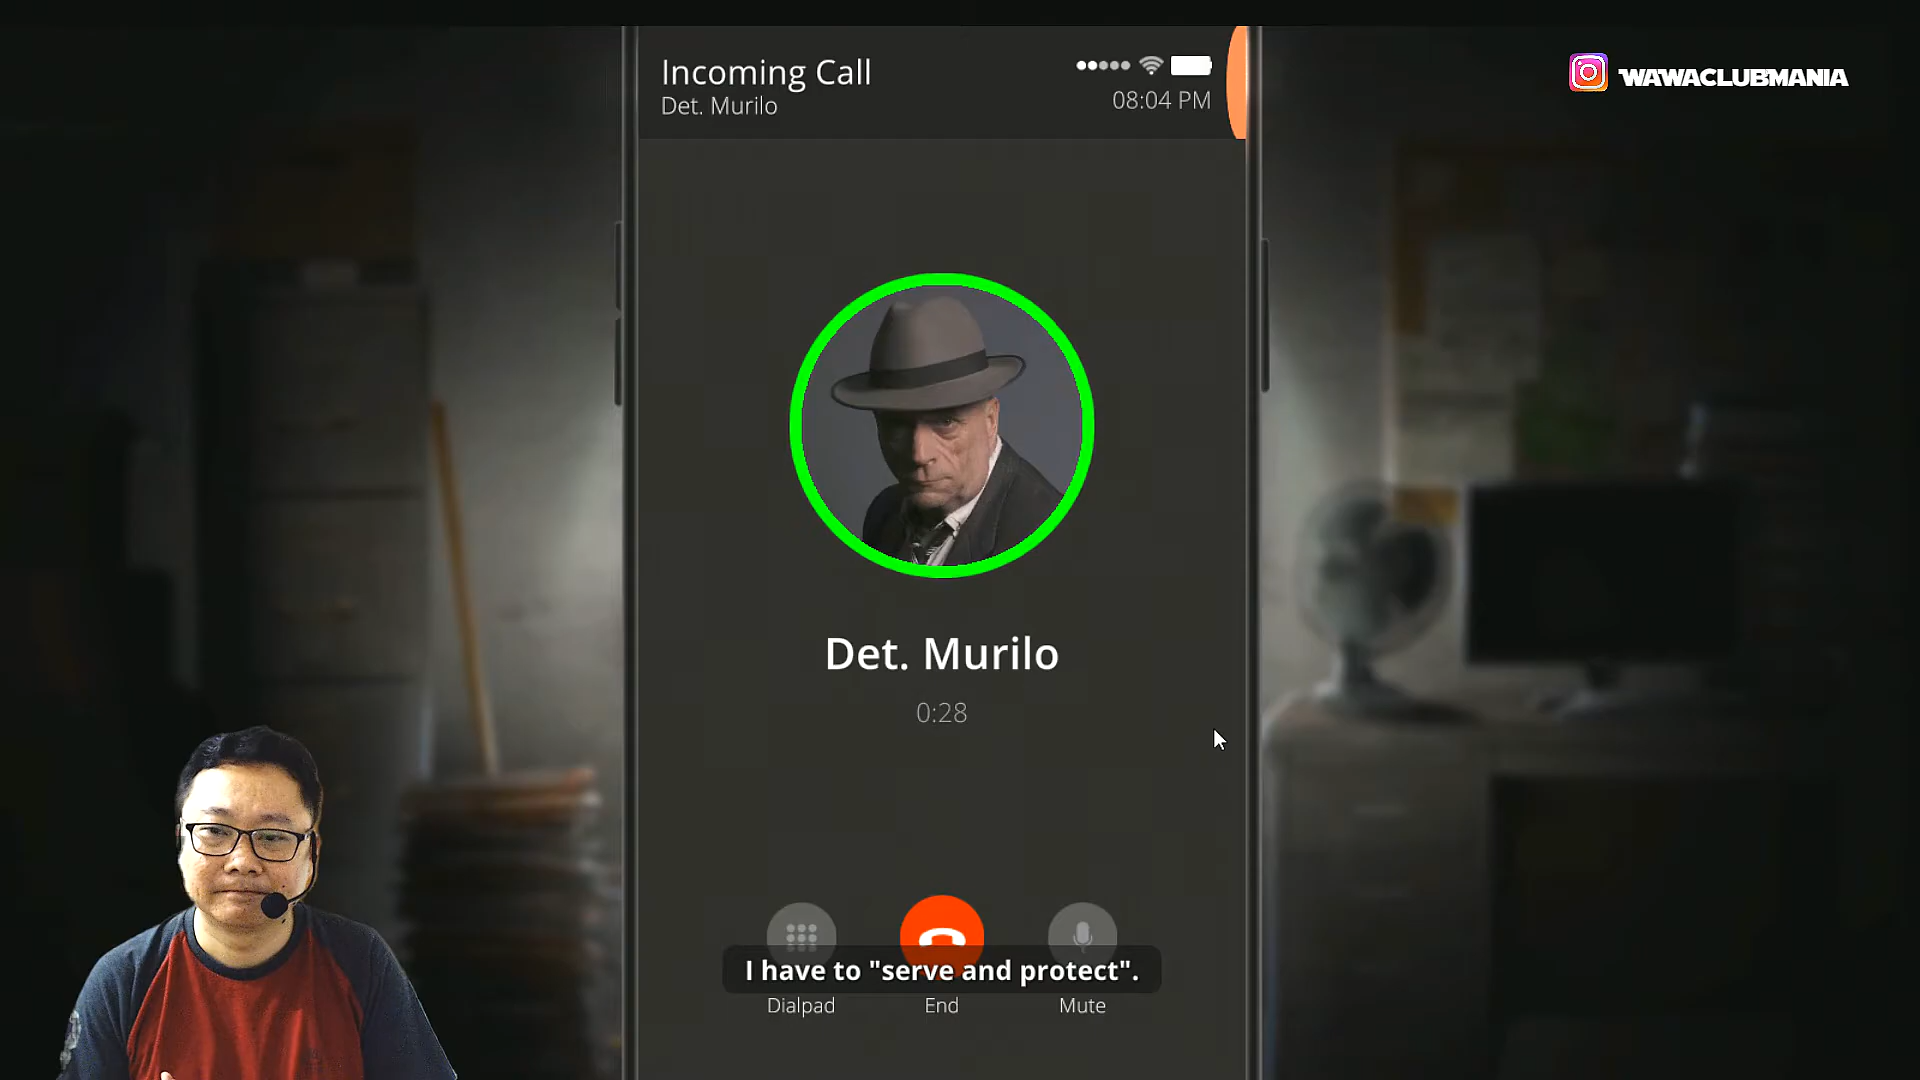 Incoming Call
Det. Murilo
08:04 PM
WAWACLUBMANIA
Det. Murilo
0:28
I have to "serve and protect".
Dialpad
End
Mute